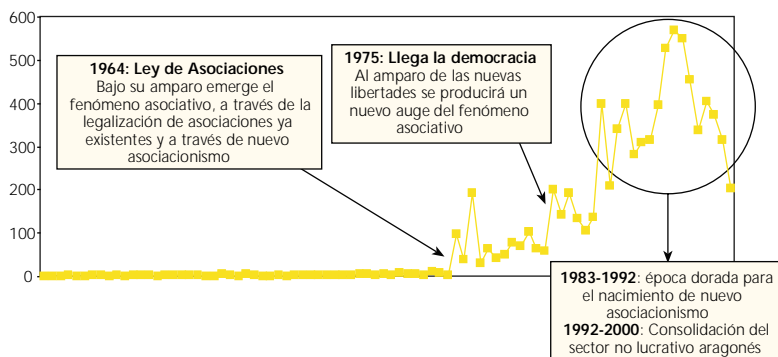 600
500
400
300
200
100
0
1964: Ley de Asociaciones
Bajo su amparo emerge el
fenómeno asociativo, a través de la
legalización de asociaciones ya
existentes y a través de nuevo
asociacionismo
1975: Llega la democracia
Al amparo de las nuevas
libertades se producirá un
nuevo auge del fenómeno
asociativo
1983-1992: época dorada para
el nacimiento de nuevo
asociacionismo
1992-2000: Consolidación del
sector no lucrativo aragonés